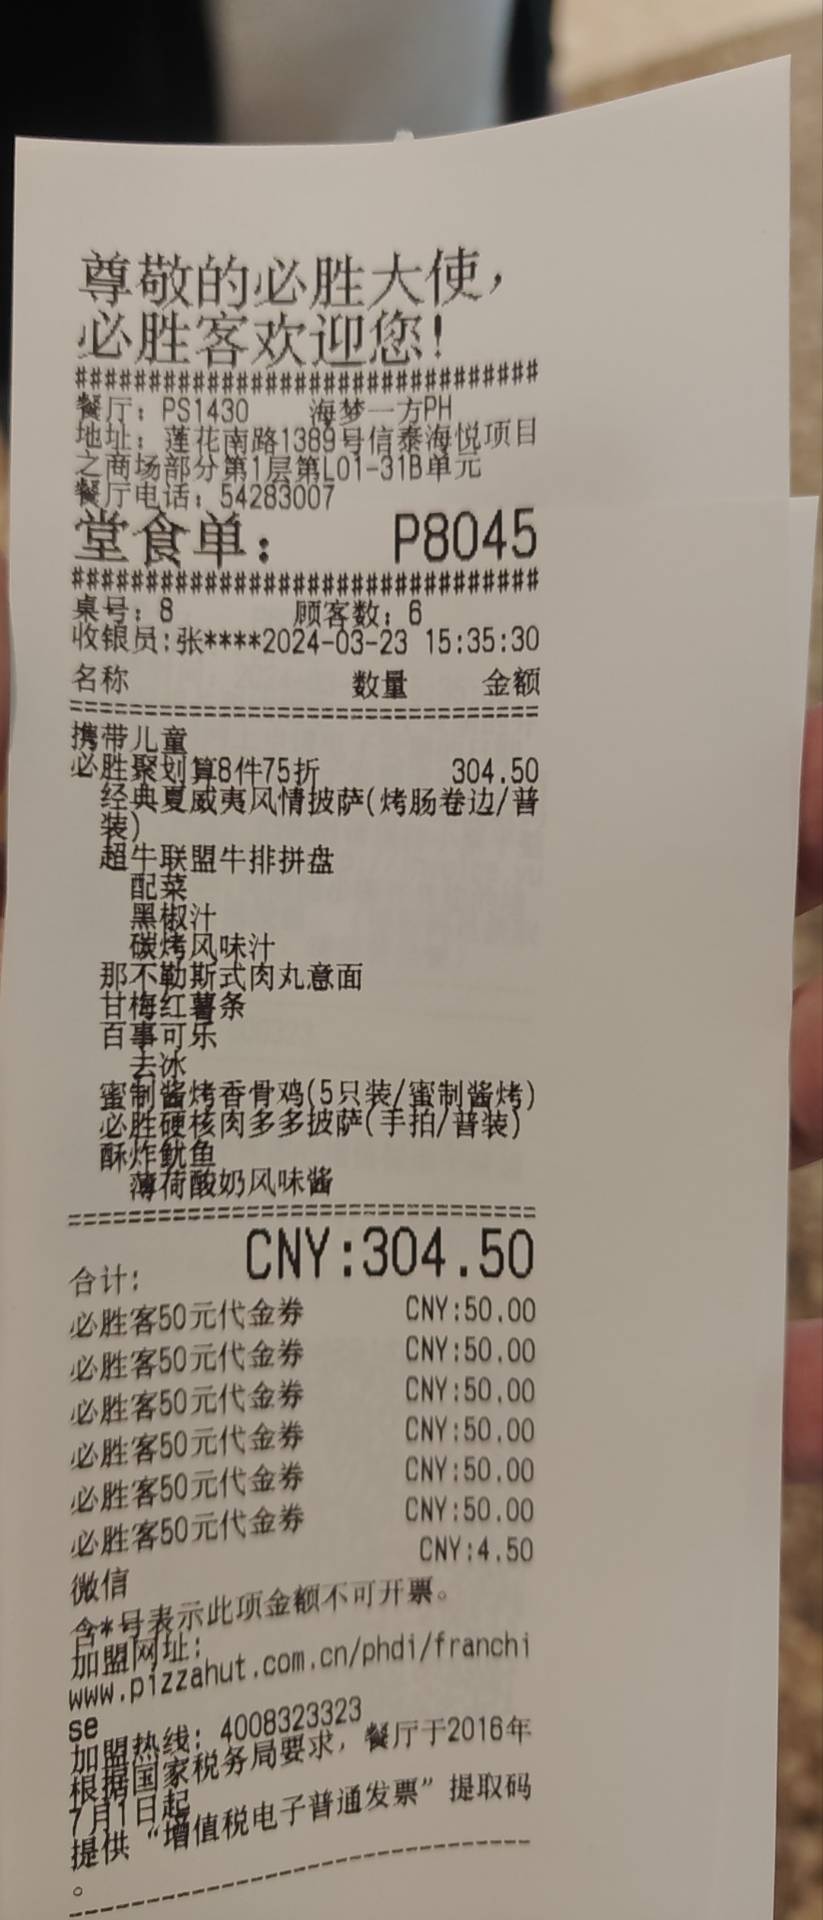 尊敬的必胜大使，
必胜客欢迎您!
################################
餐厅: PS1430 海梦一方PH
地址: 莲花南路1389号信泰海悦项目
之商场部分第1层第L01-31B单元
餐厅电话: 54283007
堂食单: P8045
################################
桌号: 8 顾客数: 6
收银员:张****2024-03-23 15:35:30
名称 数量 金额
================================
携带儿童
必胜聚划算8件75折 304.50
经典夏威夷风情披萨(烤肠卷边/普
装)
超牛联盟牛排拼盘
配菜
黑椒汁
碳烤风味汁
那不勒斯式肉丸意面
甘梅红薯条
百事可乐
去冰
蜜制酱烤香骨鸡(5只装/蜜制酱烤)
必胜硬核肉多多披萨(手拍/普装)
酥炸鱿鱼
薄荷酸奶风味酱
================================
合计: CNY:304.50
必胜客50元代金券 CNY:50.00
必胜客50元代金券 CNY:50.00
必胜客50元代金券 CNY:50.00
必胜客50元代金券 CNY:50.00
必胜客50元代金券 CNY:50.00
必胜客50元代金券 CNY:50.00
微信 CNY:4.50
含*号表示此项金额不可开票。
加盟网址:
www.pizzahut.com.cn/phdi/franchi
se
加盟热线: 4008323323
根据国家税务局要求，餐厅于2016年
7月1日起
提供“增值税电子普通发票”提取码
。
--------------------------------